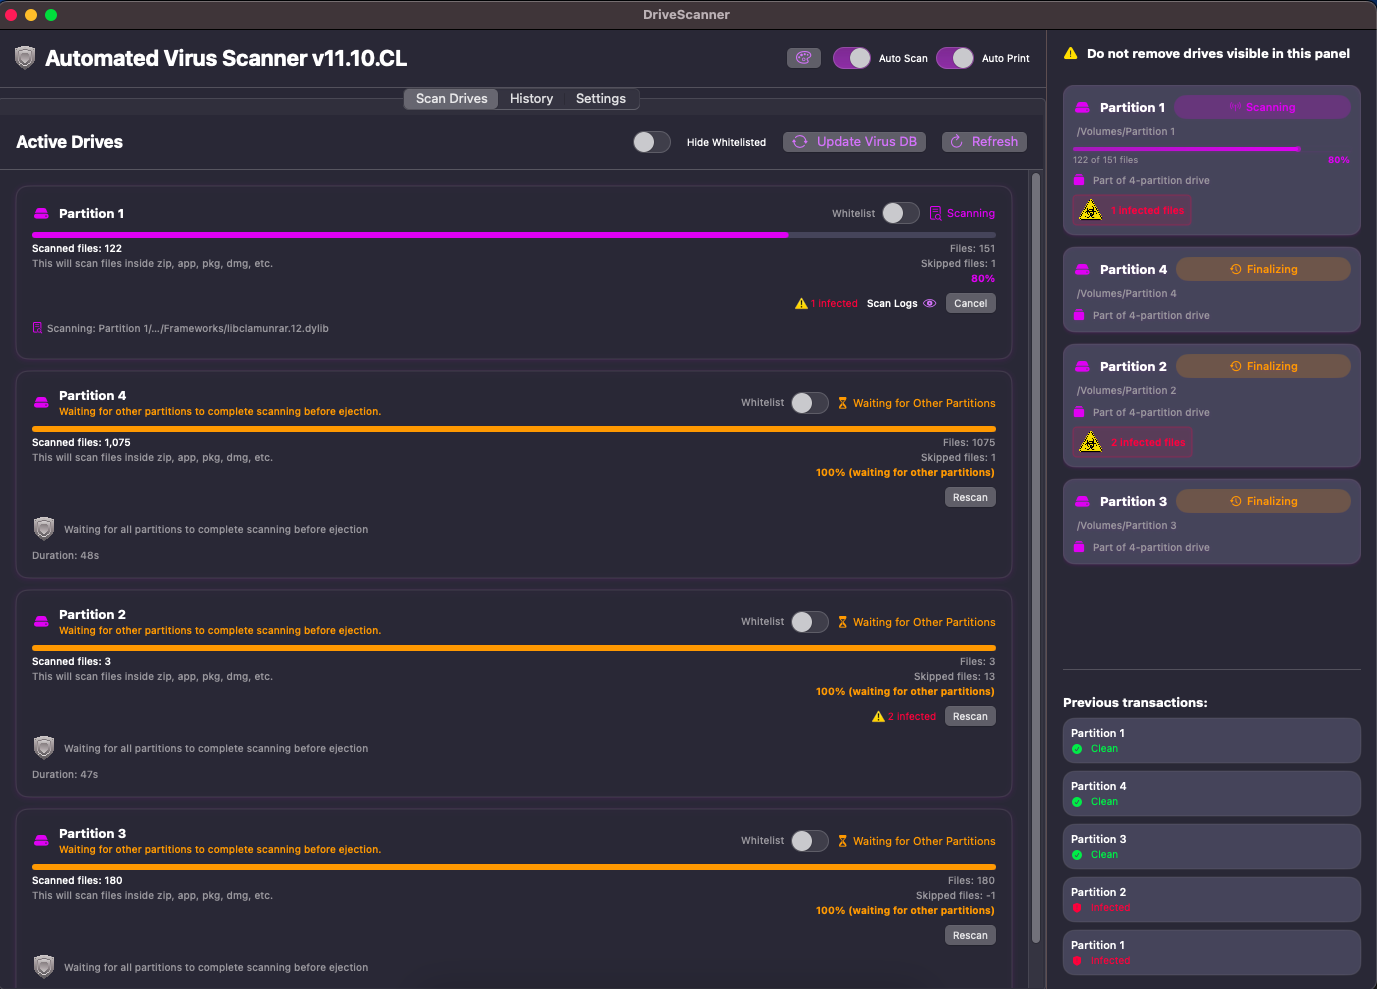 DriveScanner
Automated Virus Scanner v11.10.CL
Auto Scan
Auto Print
Scan Drives
History
Settings
Active Drives
Hide Whitelisted
Update Virus DB
Refresh
Partition 1
Whitelist
Scanning
Scanned files: 122
Files: 151
This will scan files inside zip, app, pkg, dmg, etc.
Skipped files: 1
80%
1 infected
Scan Logs
Cancel
Scanning: Partition 1/.../Frameworks/libclamunrar.12.dylib
Partition 4
Waiting for other partitions to complete scanning before ejection.
Whitelist
Waiting for Other Partitions
Scanned files: 1,075
Files: 1075
This will scan files inside zip, app, pkg, dmg, etc.
Skipped files: 1
100% (waiting for other partitions)
Rescan
Waiting for all partitions to complete scanning before ejection
Duration: 48s
Partition 2
Waiting for other partitions to complete scanning before ejection.
Whitelist
Waiting for Other Partitions
Scanned files: 3
Files: 3
This will scan files inside zip, app, pkg, dmg, etc.
Skipped files: 13
100% (waiting for other partitions)
2 infected
Rescan
Waiting for all partitions to complete scanning before ejection
Duration: 47s
Partition 3
Waiting for other partitions to complete scanning before ejection.
Whitelist
Waiting for Other Partitions
Scanned files: 180
Files: 180
This will scan files inside zip, app, pkg, dmg, etc.
Skipped files: -1
100% (waiting for other partitions)
Rescan
Waiting for all partitions to complete scanning before ejection
Do not remove drives visible in this panel
Partition 1
Scanning
/Volumes/Partition 1
122 of 151 files
80%
Part of 4-partition drive
1 infected files
Partition 4
Finalizing
/Volumes/Partition 4
Part of 4-partition drive
Partition 2
Finalizing
/Volumes/Partition 2
Part of 4-partition drive
2 infected files
Partition 3
Finalizing
/Volumes/Partition 3
Part of 4-partition drive
Previous transactions:
Partition 1
Clean
Partition 4
Clean
Partition 3
Clean
Partition 2
Infected
Partition 1
Infected